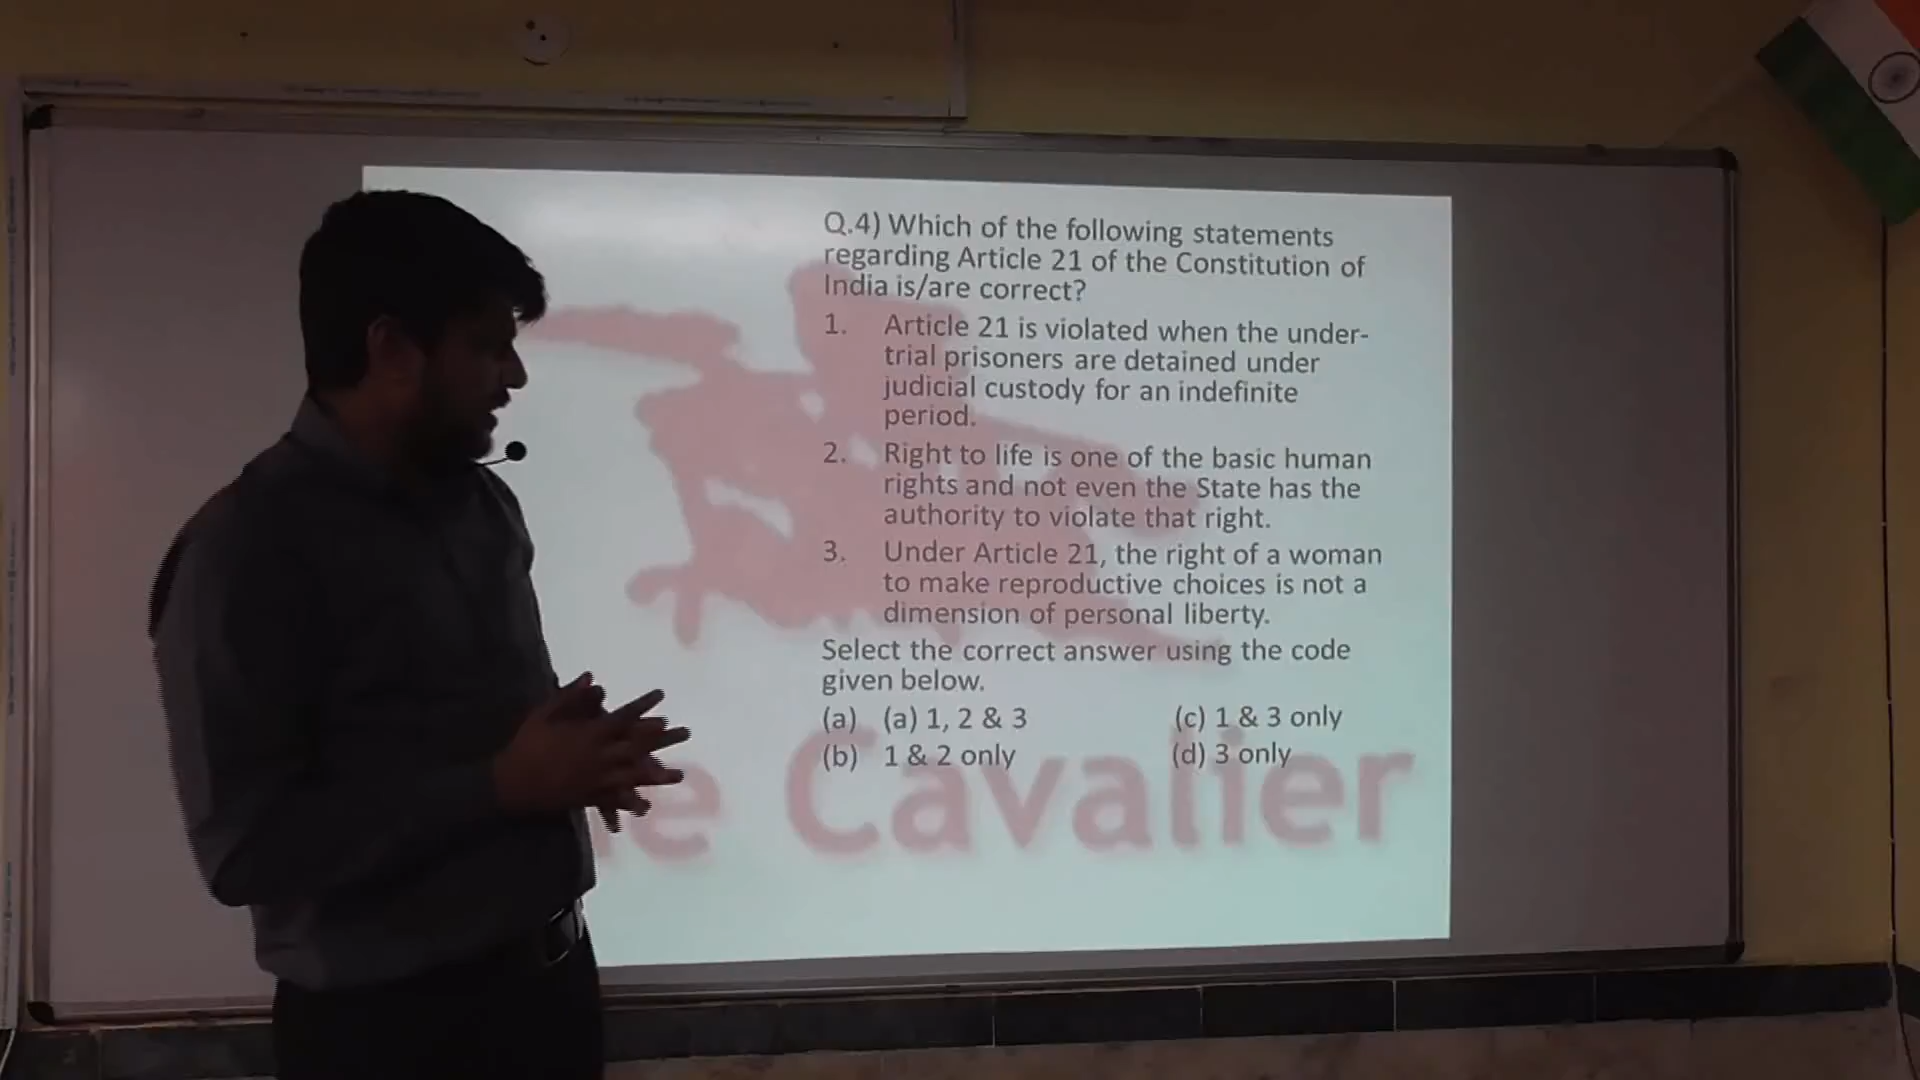 Q.4) Which of the following statements
regarding Article 21 of the Constitution of
India is/are correct?
1. Article 21 is violated when the under-
trial prisoners are detained under
judicial custody for an indefinite
period.
2. Right to life is one of the basic human
rights and not even the State has the
authority to violate that right.
3. Under Article 21, the right of a woman
to make reproductive choices is not a
dimension of personal liberty.
Select the correct answer using the code
given below.
(a) (a) 1, 2 & 3 (c) 1 & 3 only
(b) 1 & 2 only (d) 3 only
Cavalier